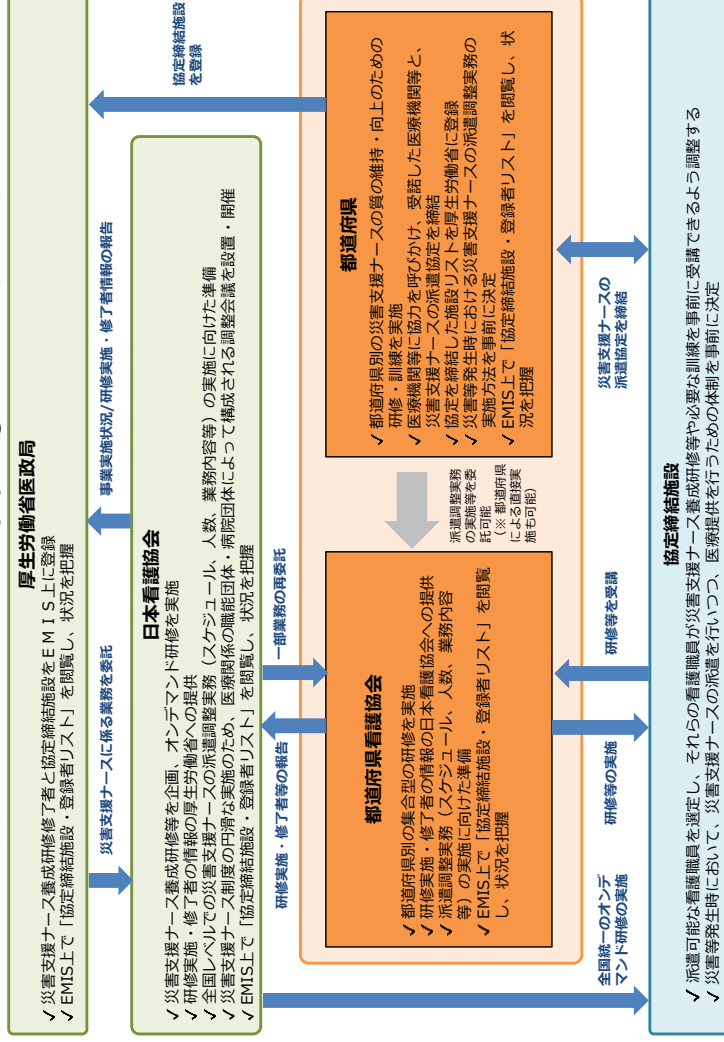 厚生労働省医政局
✓ 災害支援ナース養成研修修了者と協定締結施設をＥＭＩＳ上に登録
✓ EMIS上で「協定締結施設・登録者リスト」を閲覧し、状況を把握
災害支援ナースに係る業務を委託
事業実施状況/研修実施・修了者情報の報告
協定締結施設
を登録
日本看護協会
✓ 災害支援ナース養成研修等を企画、オンデマンド研修を実施
✓ 研修実施・修了者の情報の厚生労働省への提供
✓ 全国レベルでの災害支援ナースの派遣調整実務（スケジュール、人数、業務内容等）の実施に向けた準備
✓ 災害支援ナース制度の円滑な実施のため、医療関係の職能団体・病院団体によって構成される調整会議を設置・開催
✓ EMIS上で「協定締結施設・登録者リスト」を閲覧し、状況を把握
研修実施・修了者等の報告
一部業務の再委託
都道府県看護協会
✓ 都道府県別の集合型の研修を実施
✓ 研修実施・修了者の情報の日本看護協会への提供
✓ 派遣調整実務（スケジュール、人数、業務内容
等）の実施に向けた準備
✓ EMIS上で「協定締結施設・登録者リスト」を閲覧
し、状況を把握
派遣調整実務
の実施等を委
託可能
（※ 都道府県
による直接実
施も可能）
都道府県
✓ 都道府県別の災害支援ナースの質の維持・向上のための
研修・訓練を実施
✓ 医療機関等に協力を呼びかけ、受諾した医療機関等と、
災害支援ナースの派遣協定を締結
✓ 協定を締結した施設リストを厚生労働省に登録
✓ 災害等発生時における災害支援ナースの派遣調整実務の
実施方法を事前に決定
✓ EMIS上で「協定締結施設・登録者リスト」を閲覧し、状
況を把握
全国統一のオンデ
マンド研修の実施
研修等の実施
研修等を受講
災害支援ナースの
派遣協定を締結
協定締結施設
✓ 派遣可能な看護職員を選定し、それらの看護職員が災害支援ナース養成研修等や必要な訓練を事前に受講できるよう調整する
✓ 災害等発生時において、災害支援ナースの派遣を行いつつ、医療提供を行うための体制を事前に決定